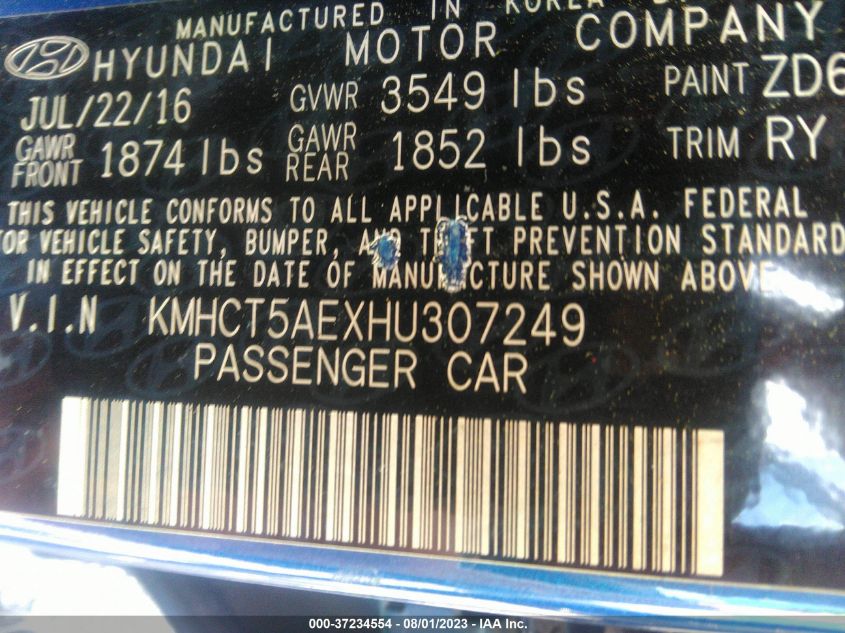 MANUFACTURED IN KOREA
HYUNDAI MOTOR COMPANY
JUL/22/16 GVWR 3549 lbs PAINT ZD6
GAWR FRONT 1874 lbs GAWR REAR 1852 lbs TRIM RY
THIS VEHICLE CONFORMS TO ALL APPLICABLE U.S.A. FEDERAL
OR VEHICLE SAFETY, BUMPER, AND THEFT PREVENTION STANDARD
IN EFFECT ON THE DATE OF MANUFACTURE SHOWN ABOVE
V.I.N KMHCT5AEXHU307249
PASSENGER CAR
000-37234554 - 08/01/2023 - IAA Inc.